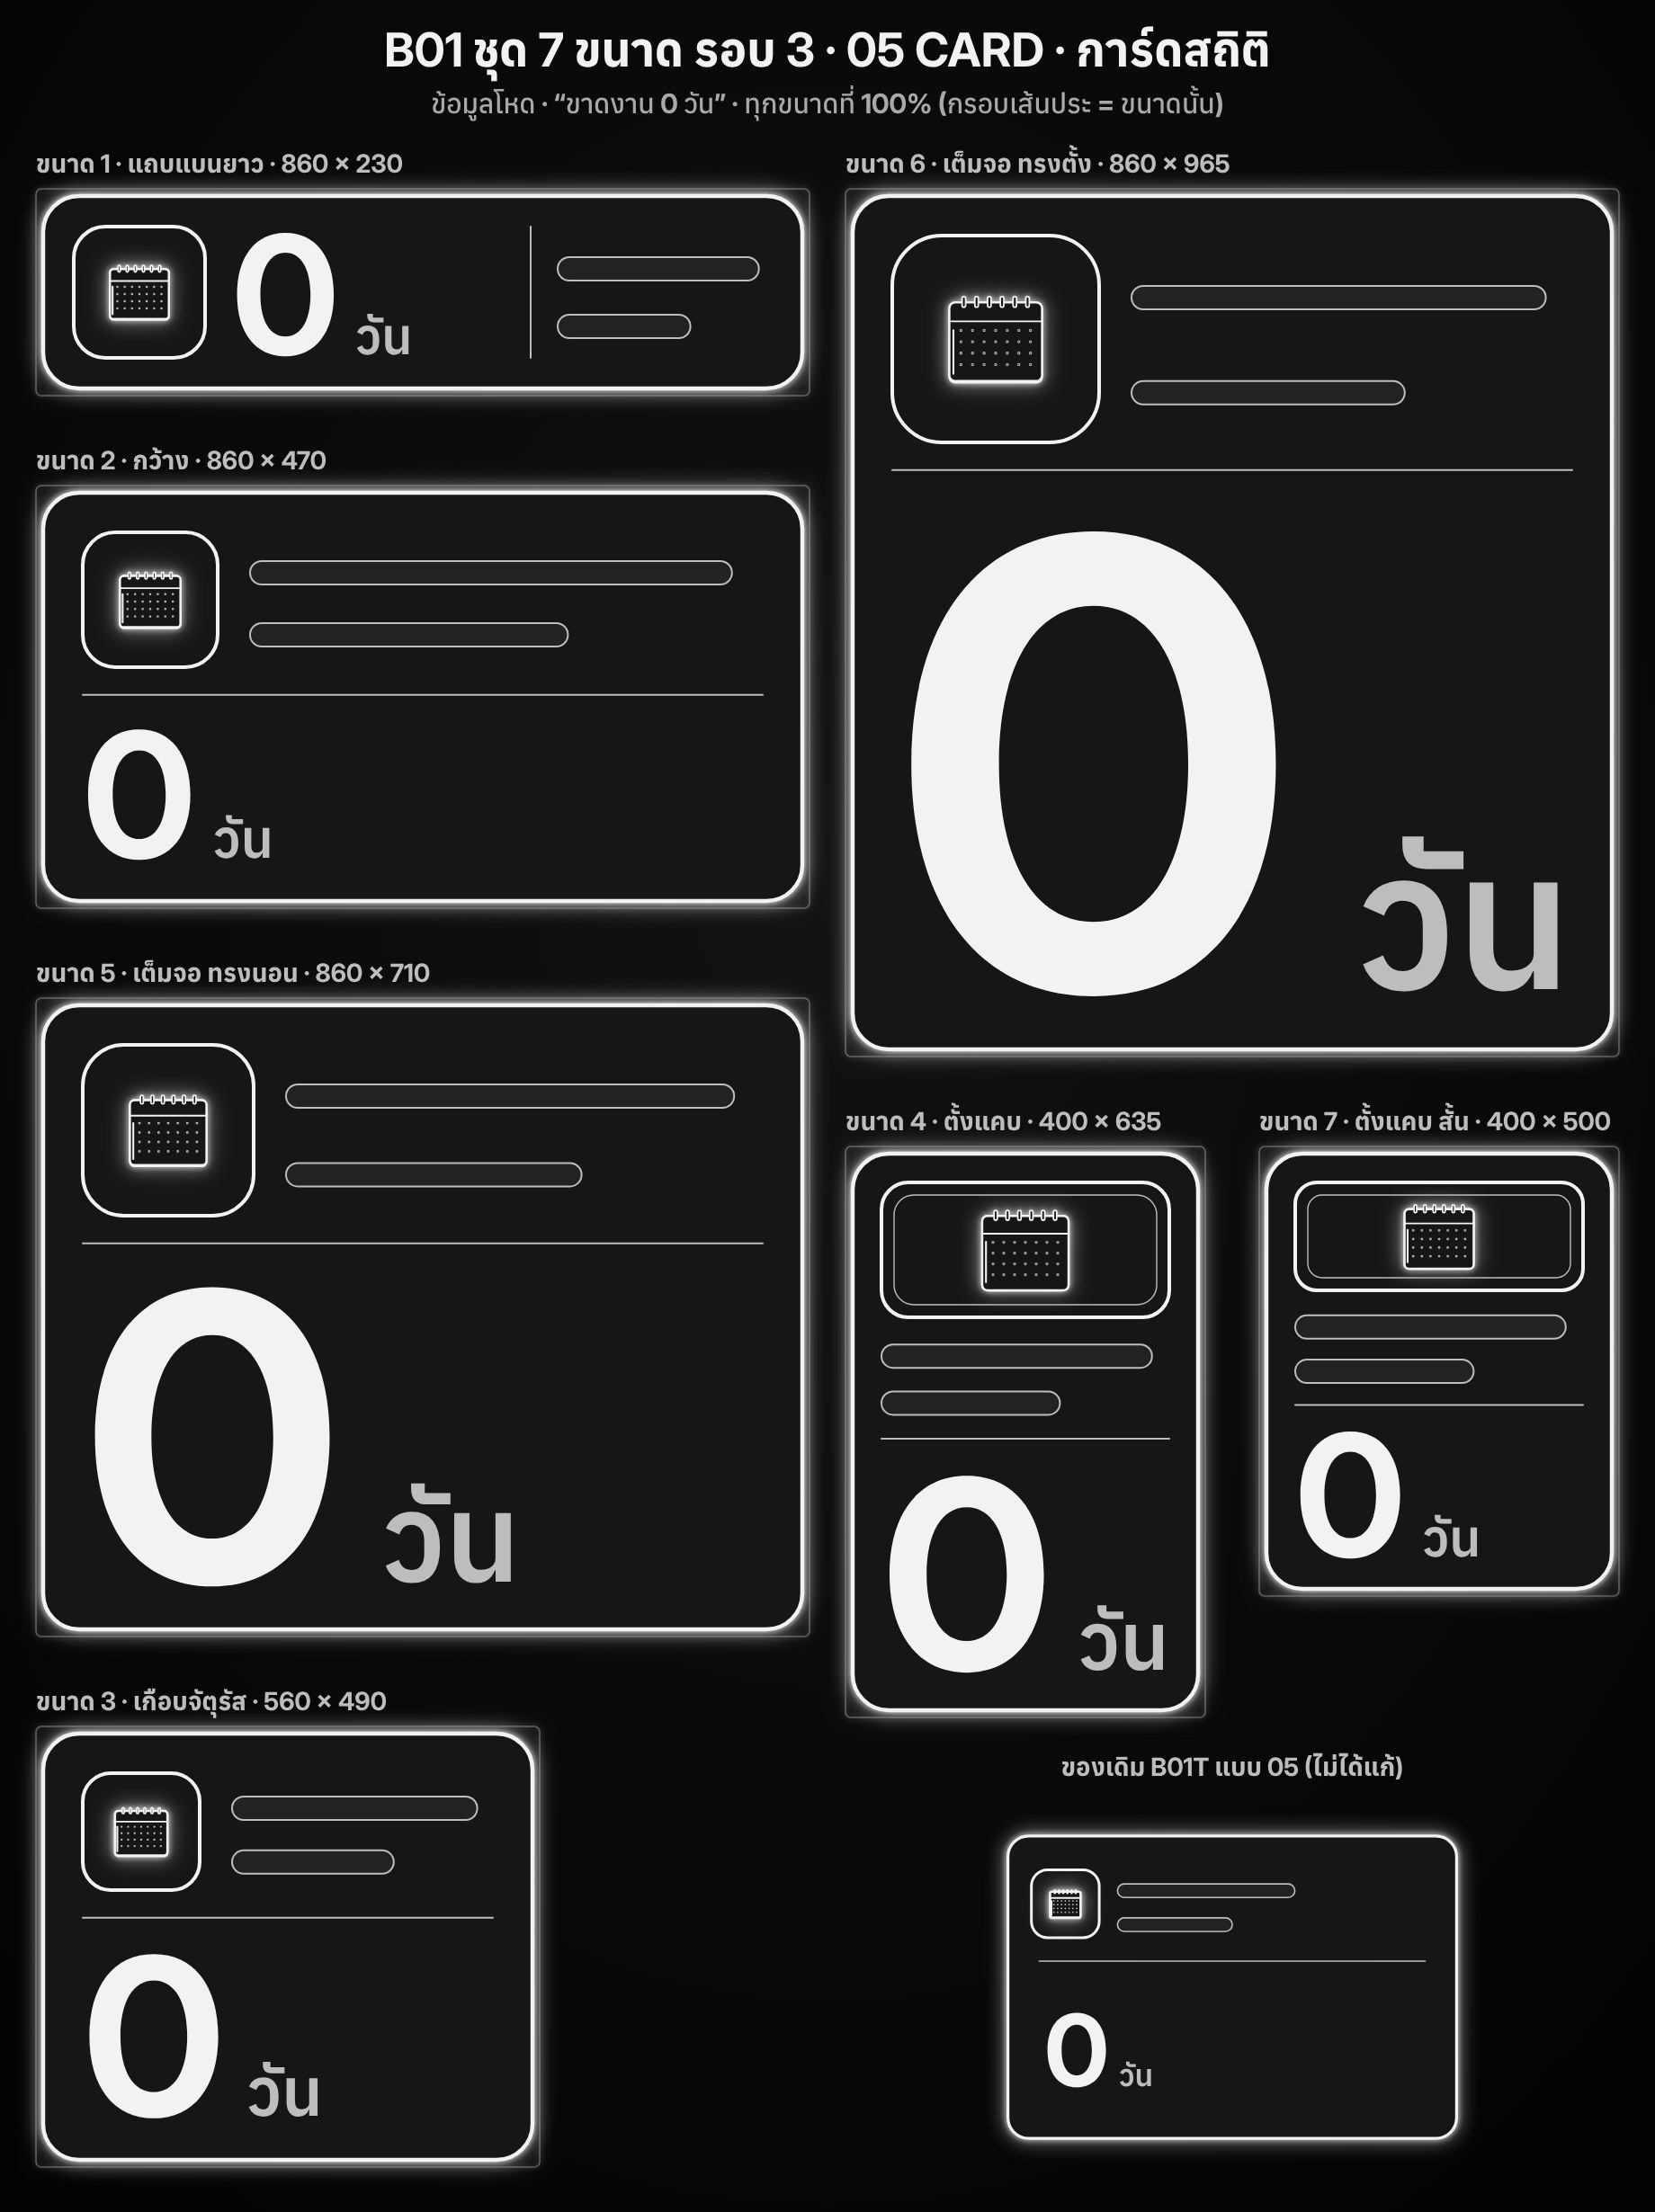 B01 ชุด 7 ขนาด รอบ 3 · 05 CARD · การ์ดสถิติ
ข้อมูลโหด · “ขาดงาน 0 วัน” · ทุกขนาดที่ 100% (กรอบเส้นประ = ขนาดนั้น)
ขนาด 1 · แถบแบนยาว · 860 × 230
0 วัน
ขนาด 2 · กว้าง · 860 × 470
0 วัน
ขนาด 5 · เต็มจอ ทรงนอน · 860 × 710
0 วัน
ขนาด 3 · เกือบจัตุรัส · 560 × 490
0 วัน
ขนาด 6 · เต็มจอ ทรงตั้ง · 860 × 965
0 วัน
ขนาด 4 · ตั้งแคบ · 400 × 635
0 วัน
ขนาด 7 · ตั้งแคบ สั้น · 400 × 500
0 วัน
ของเดิม B01T แบบ 05 (ไม่ได้แก้)
0 วัน